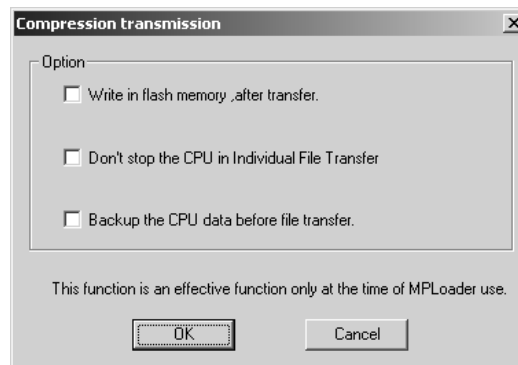 Compression transmission
Option
Write in flash memory ,after transfer.
Don't stop the CPU in Individual File Transfer
Backup the CPU data before file transfer.
This function is an effective function only at the time of MPLoader use.
OK
Cancel